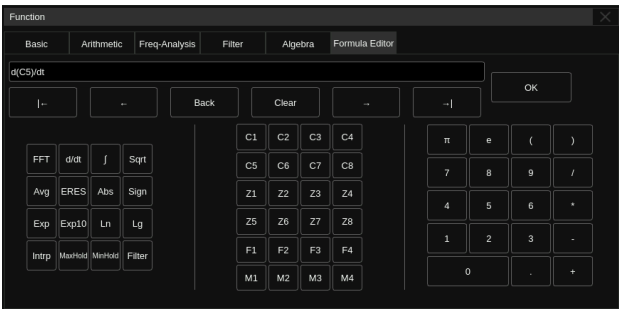 Function
Basic Arithmetic Freq-Analysis Filter Algebra Formula Editor
d(C5)/dt
OK
|← ← Back Clear → →|
C1 C2 C3 C4 π e ( )
FFT d/dt ∫ Sqrt C5 C6 C7 C8 7 8 9 /
Avg ERES Abs Sign Z1 Z2 Z3 Z4 4 5 6 *
Exp Exp10 Ln Lg Z5 Z6 Z7 Z8 1 2 3 -
Intrp MaxHold MinHold Filter F1 F2 F3 F4
M1 M2 M3 M4 0 . +